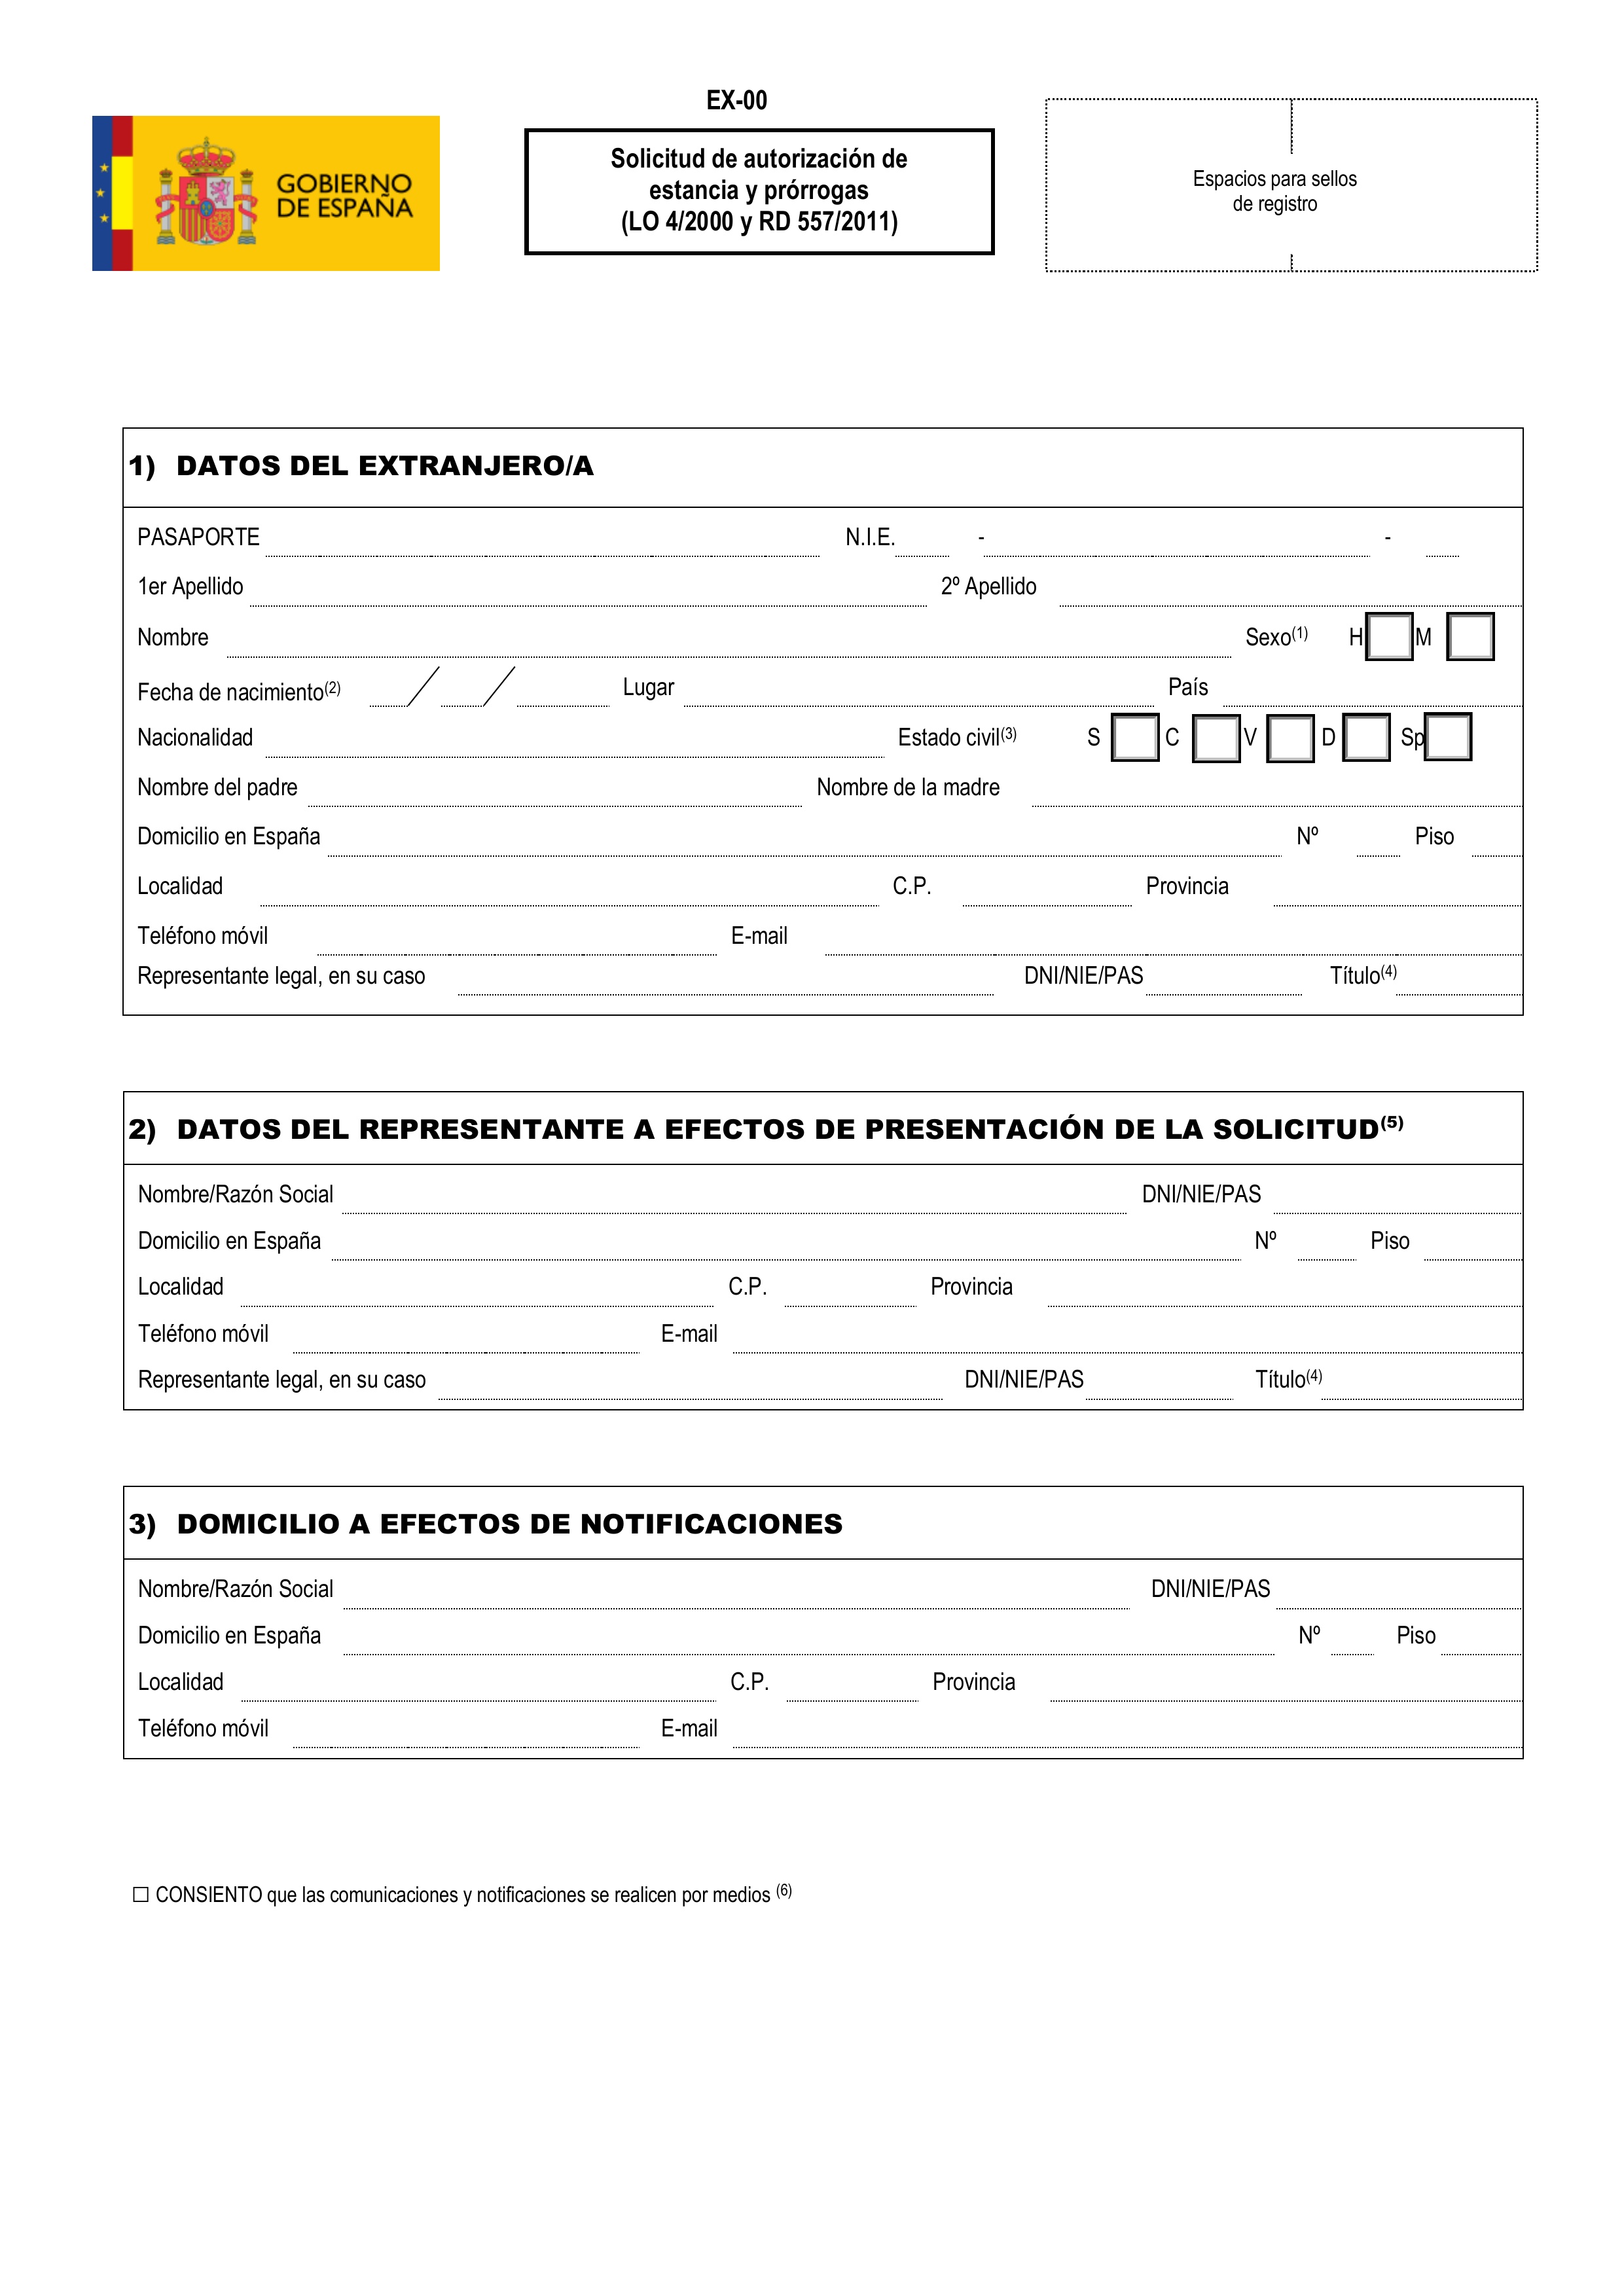 EX-00
GOBIERNO
DE ESPAÑA
Solicitud de autorización de
estancia y prórrogas
(LO 4/2000 y RD 557/2011)
Espacios para sellos
de registro
1) DATOS DEL EXTRANJERO/A
PASAPORTE N.I.E. - -
1er Apellido 2º Apellido
Nombre Sexo(1) H M
Fecha de nacimiento(2) / / Lugar País
Nacionalidad Estado civil(3) S C V D Sp
Nombre del padre Nombre de la madre
Domicilio en España Nº Piso
Localidad C.P. Provincia
Teléfono móvil E-mail
Representante legal, en su caso DNI/NIE/PAS Título(4)
2) DATOS DEL REPRESENTANTE A EFECTOS DE PRESENTACIÓN DE LA SOLICITUD(5)
Nombre/Razón Social DNI/NIE/PAS
Domicilio en España Nº Piso
Localidad C.P. Provincia
Teléfono móvil E-mail
Representante legal, en su caso DNI/NIE/PAS Título(4)
3) DOMICILIO A EFECTOS DE NOTIFICACIONES
Nombre/Razón Social DNI/NIE/PAS
Domicilio en España Nº Piso
Localidad C.P. Provincia
Teléfono móvil E-mail
☐ CONSIENTO que las comunicaciones y notificaciones se realicen por medios (6)